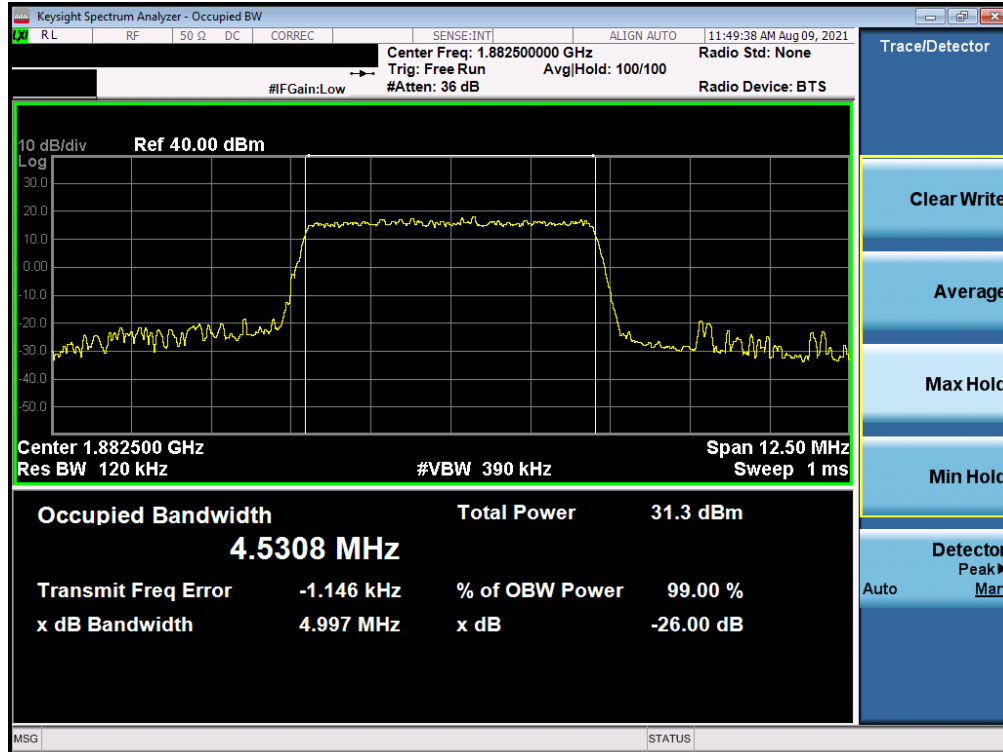 Keysight Spectrum Analyzer - Occupied BW
LXI RL RF 50 Ω DC CORREC SENSE:INT ALIGN AUTO 11:49:38 AM Aug 09, 2021
Center Freq: 1.882500000 GHz Radio Std: None
Trig: Free Run Avg|Hold: 100/100
#IFGain:Low #Atten: 36 dB Radio Device: BTS
Trace/Detector
10 dB/div Ref 40.00 dBm
Log
30.0
20.0
10.0
0.00
-10.0
-20.0
-30.0
-40.0
-50.0
Center 1.882500 GHz Span 12.50 MHz
Res BW 120 kHz #VBW 390 kHz Sweep 1 ms
Occupied Bandwidth Total Power 31.3 dBm
4.5308 MHz
Transmit Freq Error -1.146 kHz % of OBW Power 99.00 %
x dB Bandwidth 4.997 MHz x dB -26.00 dB
Clear Write
Average
Max Hold
Min Hold
Detector
Peak▶
Auto Man
MSG STATUS